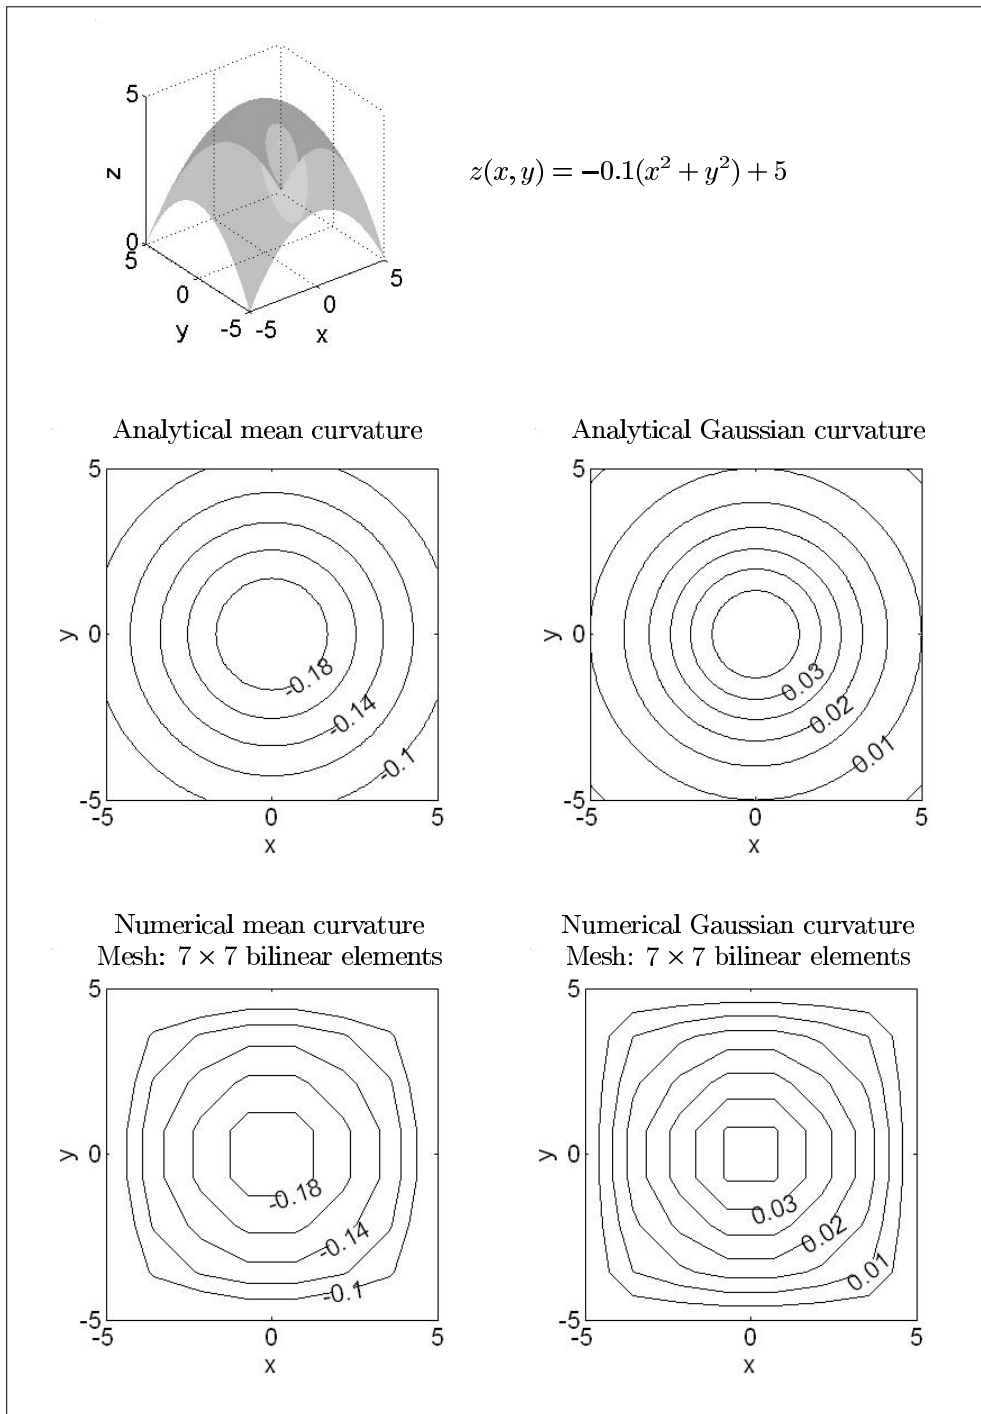 5
z
0
5
0
y
-5 -5
0
x
5
z(x, y) = −0.1(x² + y²) + 5
Analytical mean curvature
Analytical Gaussian curvature
5
y 0
-5
-5 0 5
x
-0.18
-0.14
-0.1
5
y 0
-5
-5 0 5
x
0.03
0.02
0.01
Numerical mean curvature
Mesh: 7 × 7 bilinear elements
Numerical Gaussian curvature
Mesh: 7 × 7 bilinear elements
5
y 0
-5
-5 0 5
x
-0.18
-0.14
-0.1
5
y 0
-5
-5 0 5
x
0.03
0.02
0.01